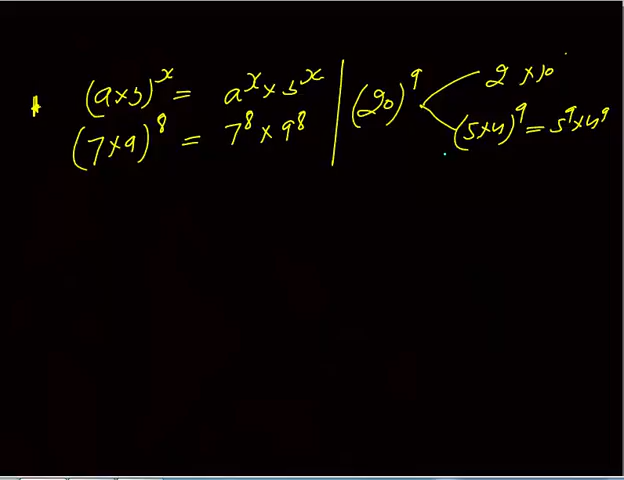 (a×b)^x = a^x × b^x
(7×9)^8 = 7^8 × 9^8
(20)^9
2 × 10
(5×4)^9 = 5^9 × 4^9